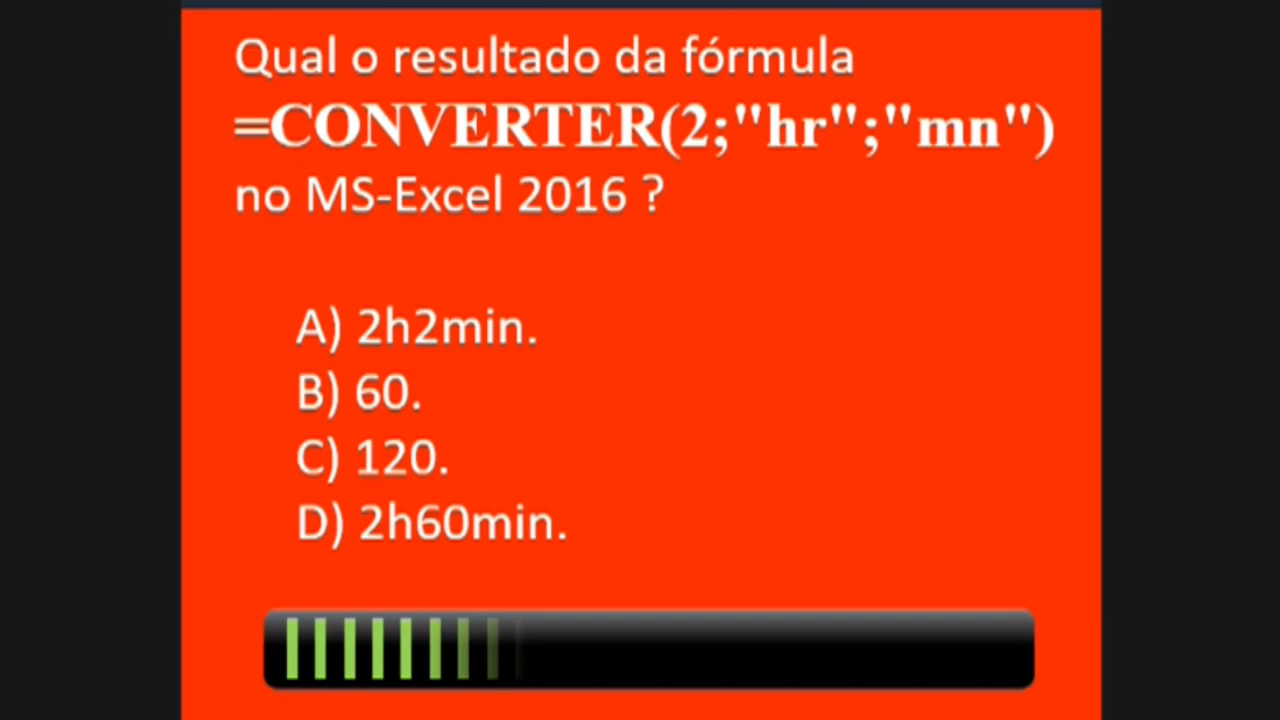 Qual o resultado da fórmula
=CONVERTER(2;"hr";"mn")
no MS-Excel 2016 ?
A) 2h2min.
B) 60.
C) 120.
D) 2h60min.